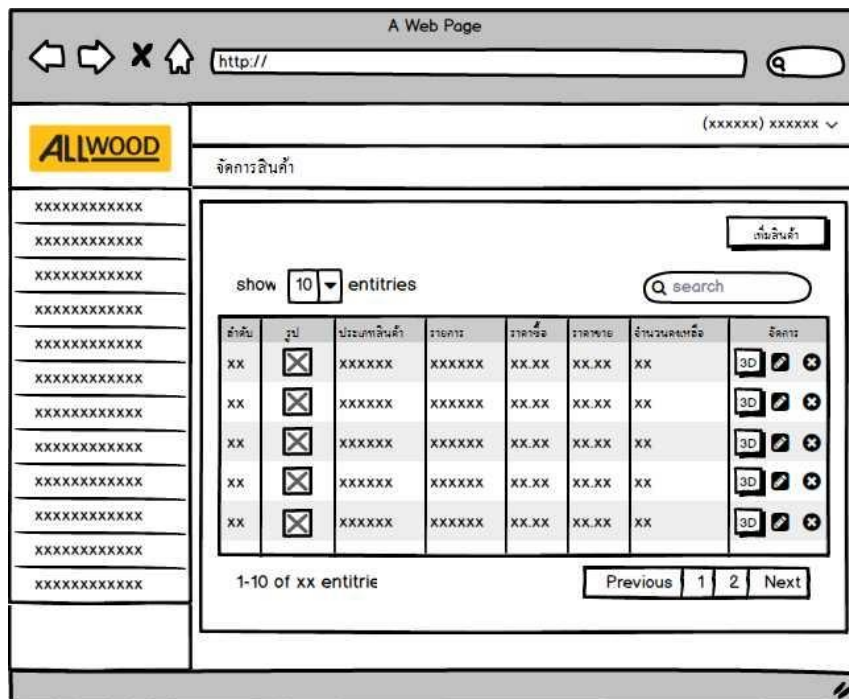 A Web Page
http://
(xxxxxx) xxxxxx
ALLWOOD
จัดการสินค้า
xxxxxxxxxxxx
xxxxxxxxxxxx
xxxxxxxxxxxx
xxxxxxxxxxxx
xxxxxxxxxxxx
xxxxxxxxxxxx
xxxxxxxxxxxx
xxxxxxxxxxxx
xxxxxxxxxxxx
xxxxxxxxxxxx
xxxxxxxxxxxx
xxxxxxxxxxxx
เพิ่มสินค้า
show 10 entitries
search
ลำดับ รูป ประเภทสินค้า รายการ ราคาซื้อ ราคาขาย จำนวนคงเหลือ จัดการ
xx xxxxxx xxxxxx xx.xx xx.xx xx 3D
xx xxxxxx xxxxxx xx.xx xx.xx xx 3D
xx xxxxxx xxxxxx xx.xx xx.xx xx 3D
xx xxxxxx xxxxxx xx.xx xx.xx xx 3D
xx xxxxxx xxxxxx xx.xx xx.xx xx 3D
1-10 of xx entitrie
Previous 1 2 Next